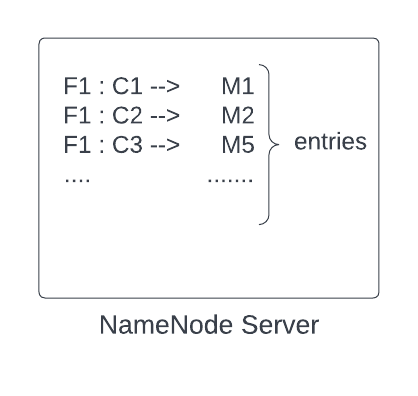 F1 : C1 --> M1
F1 : C2 --> M2
F1 : C3 --> M5
entries
.... .......
NameNode Server